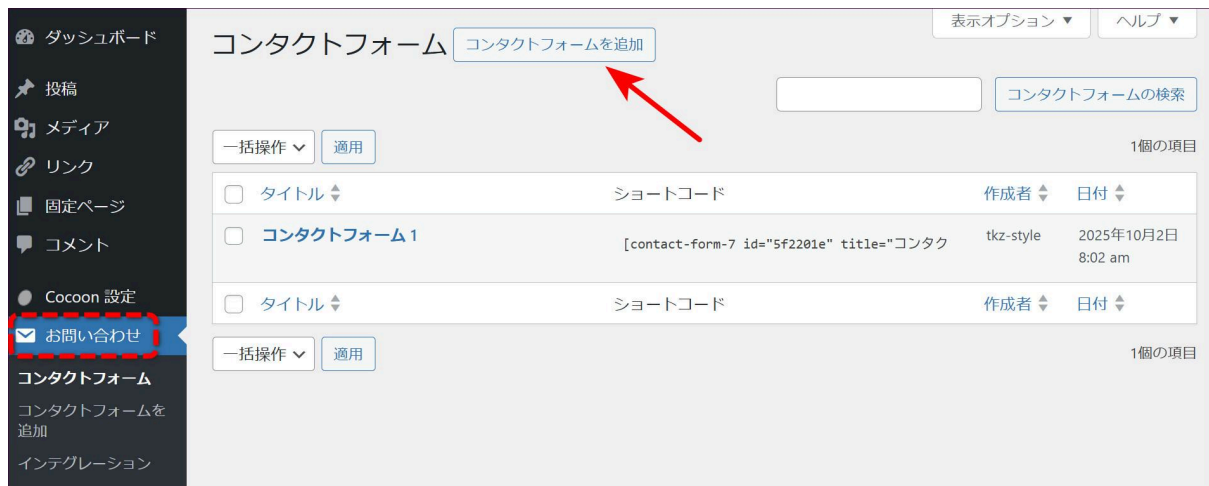 ダッシュボード
投稿
メディア
リンク
固定ページ
コメント
Cocoon 設定
お問い合わせ
コンタクトフォーム
コンタクトフォームを
追加
インテグレーション
表示オプション ▼
ヘルプ ▼
コンタクトフォーム
コンタクトフォームを追加
コンタクトフォームの検索
一括操作
適用
1個の項目
タイトル ショートコード 作成者 日付
コンタクトフォーム 1 [contact-form-7 id="5f2201e" title="コンタク tkz-style 2025年10月2日
8:02 am
タイトル ショートコード 作成者 日付
一括操作
適用
1個の項目